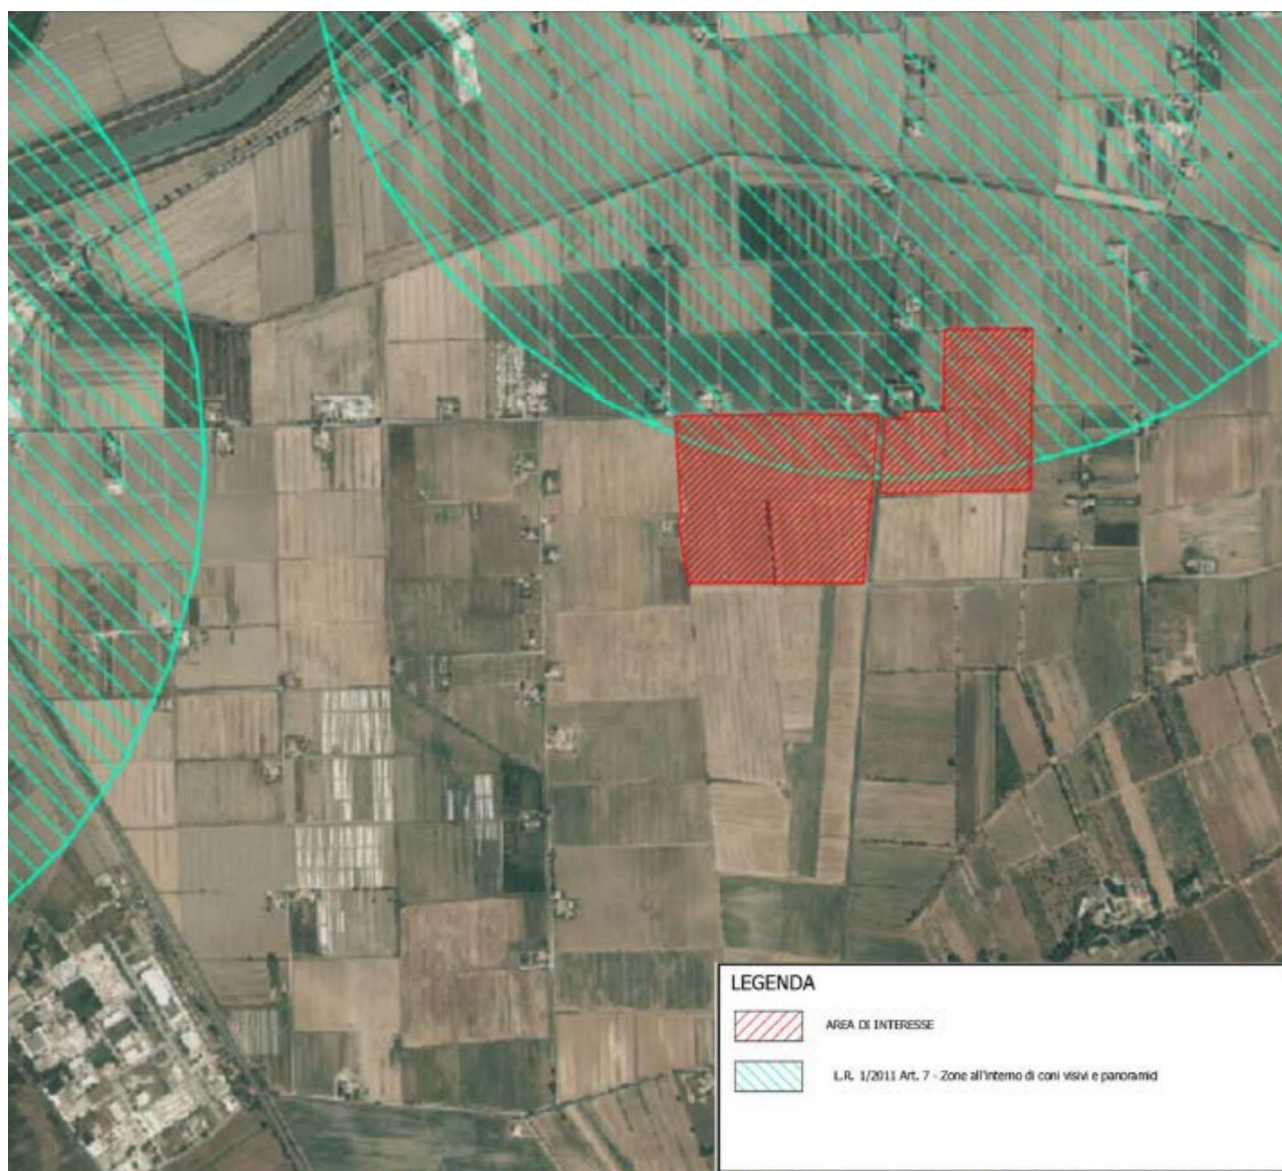 LEGENDA
AREA DI INTERESSE
L.R. 1/2011 Art. 7 - Zone all'interno di coni visivi e panoramici